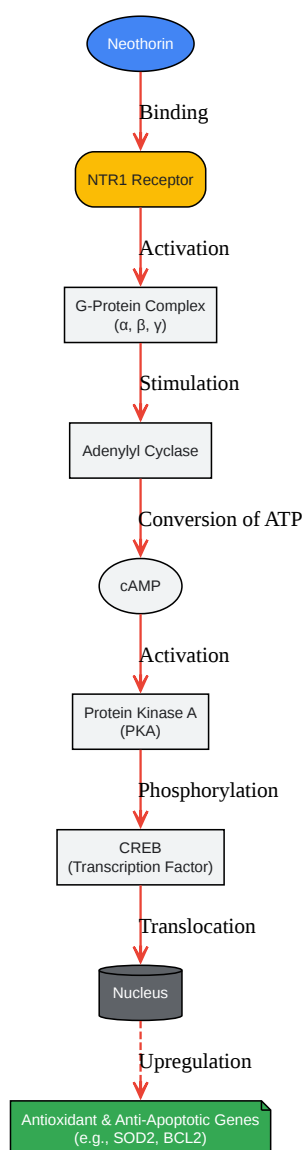 Neothorin
Binding
NTR1 Receptor
Activation
G-Protein Complex
(α, β, γ)
Stimulation
Adenylyl Cyclase
Conversion of ATP
cAMP
Activation
Protein Kinase A
(PKA)
Phosphorylation
CREB
(Transcription Factor)
Translocation
Nucleus
Upregulation
Antioxidant & Anti-Apoptotic Genes
(e.g., SOD2, BCL2)